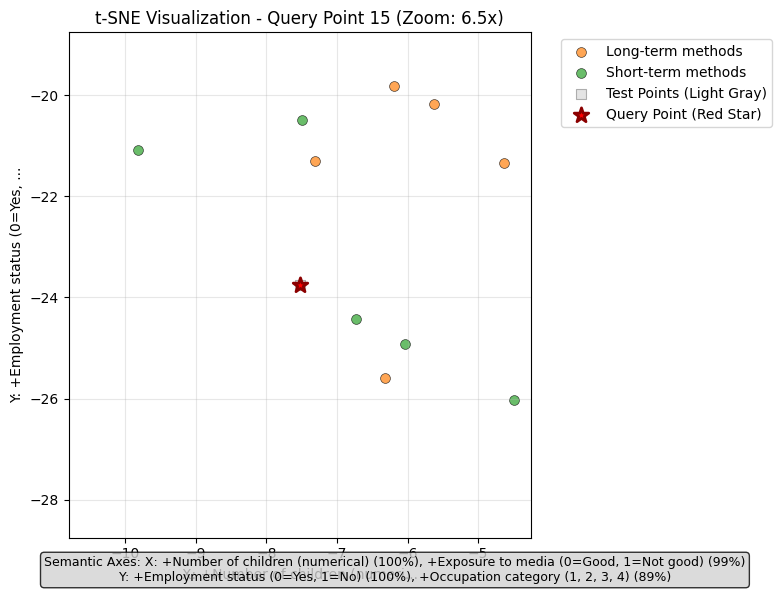 t-SNE Visualization - Query Point 15 (Zoom: 6.5x)
Long-term methods
Short-term methods
Test Points (Light Gray)
Query Point (Red Star)
Y: +Employment status (0=Yes, ...
−20
−22
−24
−26
−28
−10 −9 −8 −7 −6 −5
Semantic Axes: X: +Number of children (numerical) (100%), +Exposure to media (0=Good, 1=Not good) (99%)
Y: +Employment status (0=Yes, 1=No) (100%), +Occupation category (1, 2, 3, 4) (89%)